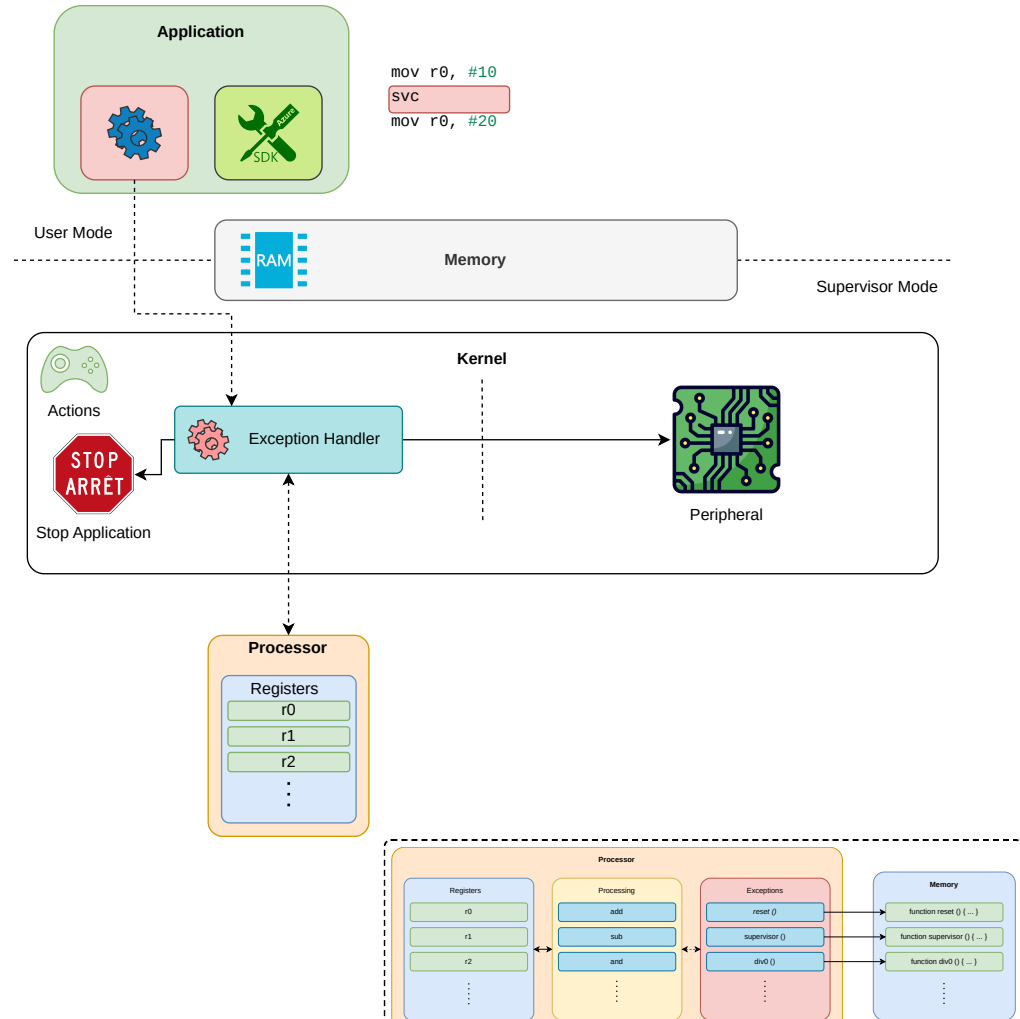 Application
Azure
SDK
mov r0, #10
svc
mov r0, #20
User Mode
RAM
Memory
Supervisor Mode
Kernel
Actions
Exception Handler
STOP
ARRÊT
Stop Application
Peripheral
Processor
Registers
r0
r1
r2
Processor
Registers
r0
r1
r2
Processing
add
sub
and
Exceptions
reset ()
supervisor ()
div0 ()
Memory
function reset () { ... }
function supervisor () { ... }
function div0 () { ... }